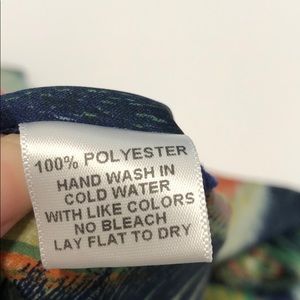 100% POLYESTER
HAND WASH IN
COLD WATER
WITH LIKE COLORS
NO BLEACH
LAY FLAT TO DRY